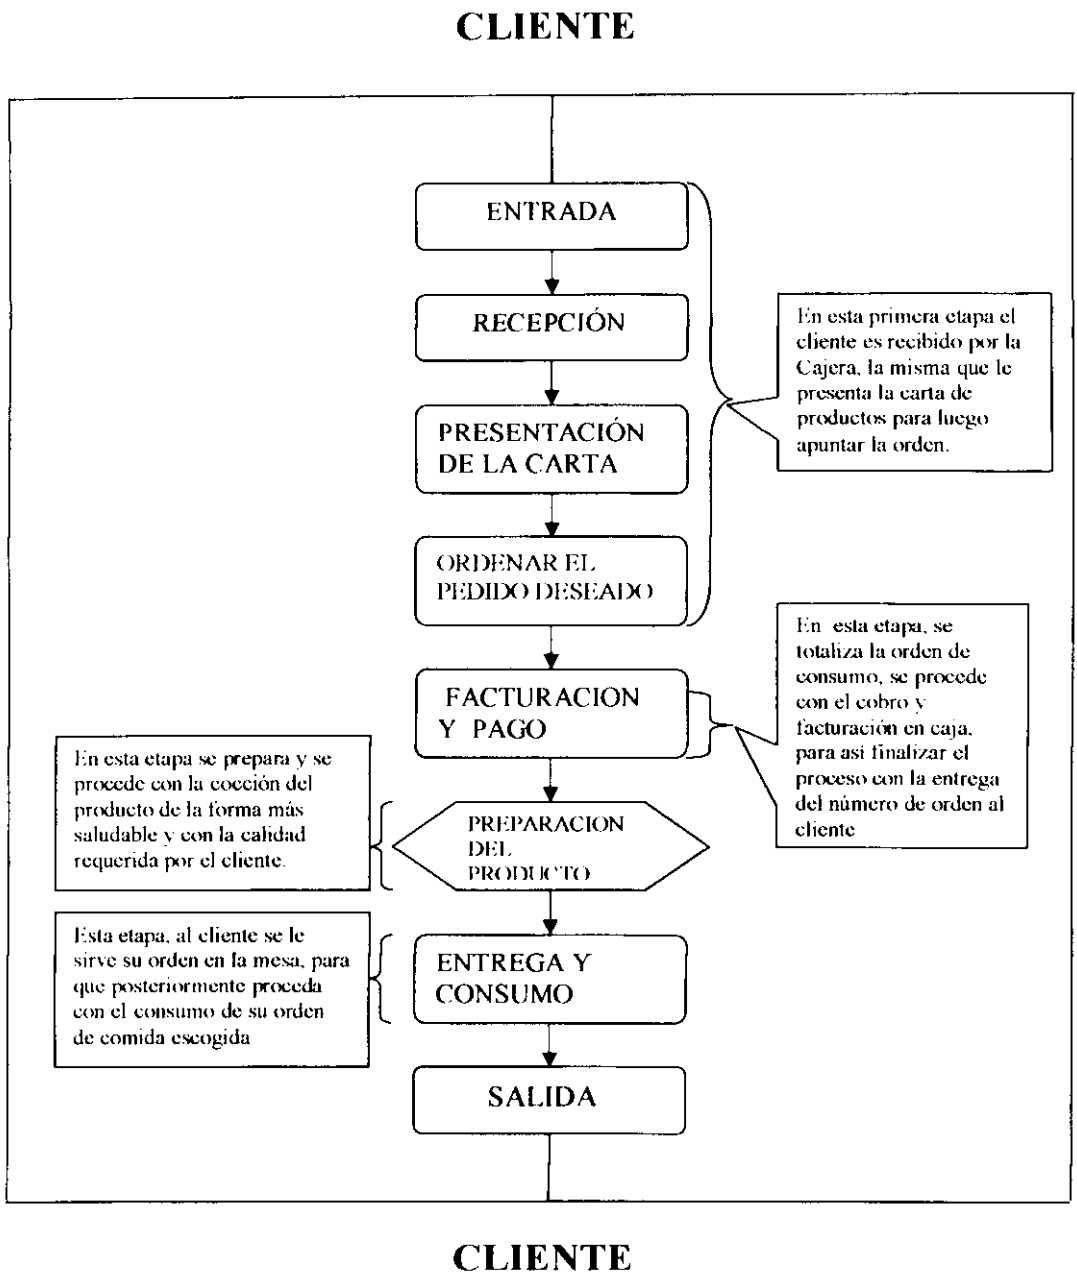 CLIENTE
ENTRADA
RECEPCIÓN
En esta primera etapa el
cliente es recibido por la
Cajera, la misma que le
presenta la carta de
productos para luego
apuntar la orden.
PRESENTACIÓN
DE LA CARTA
ORDENAR EL
PEDIDO DESEADO
En esta etapa, se
totaliza la orden de
consumo, se procede
con el cobro y
facturación en caja,
para así finalizar el
proceso con la entrega
del número de orden al
cliente
FACTURACION
Y PAGO
En esta etapa se prepara y se
procede con la cocción del
producto de la forma más
saludable y con la calidad
requerida por el cliente.
PREPARACION
DEL
PRODUCTO
Esta etapa, al cliente se le
sirve su orden en la mesa, para
que posteriormente proceda
con el consumo de su orden
de comida escogida
ENTREGA Y
CONSUMO
SALIDA
CLIENTE